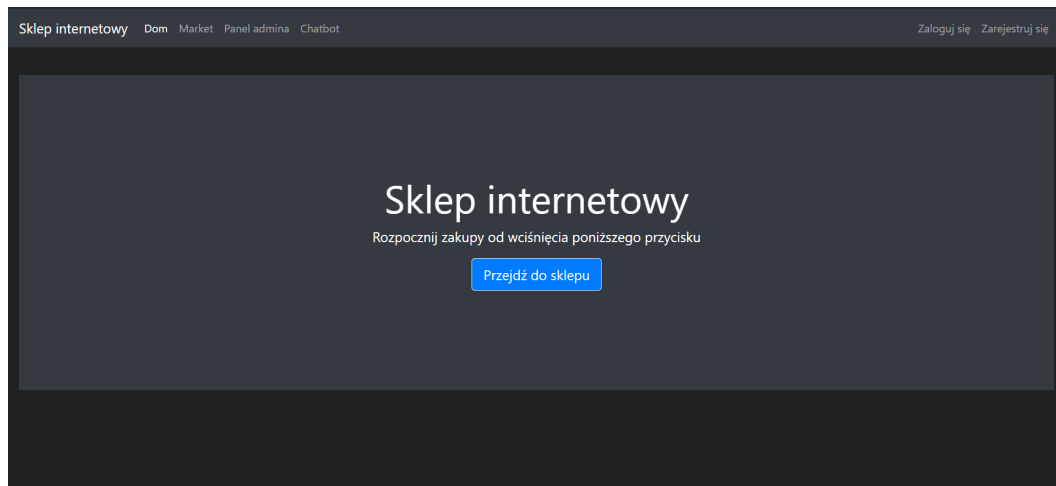 Sklep internetowy Dom Market Panel admina Chatbot Zaloguj się Zarejestruj się
Sklep internetowy
Rozpocznij zakupy od wciśnięcia poniższego przycisku
Przejdź do sklepu